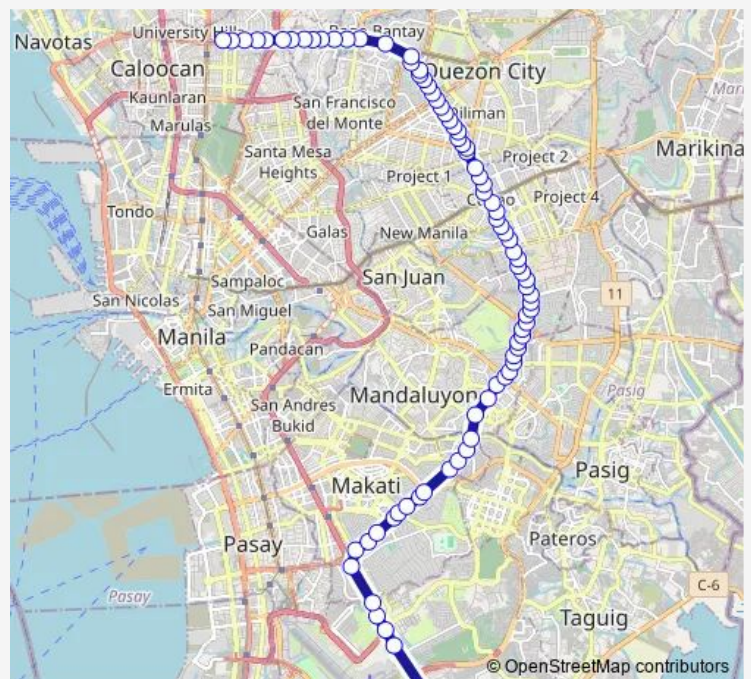 Navotas
University Hills
Bantay
Caloocan
Quezon City
Kaunlaran
San Francisco
del Monte
Diliman
Marulas
Santa Mesa
Heights
Project 2
Marikina
Project 1
Project 4
Tondo
Galas
New Manila
Sampaloc
San Juan
San Nicolas
San Miguel
11
Manila
Pandacan
Ermita
Mandaluyon
Pasig
San Andres
Bukid
Makati
Pasig
Pasay
Pateros
C-6
Pasay
Taguig
© OpenStreetMap contributors